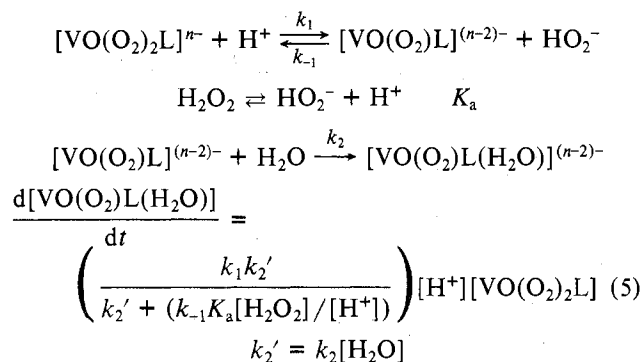 [VO(O₂)₂L]ⁿ⁻ + H⁺ ⇌ [VO(O₂)L]⁽ⁿ⁻²⁾⁻ + HO₂⁻ k₁ k₋₁
H₂O₂ ⇌ HO₂⁻ + H⁺ Kₐ
[VO(O₂)L]⁽ⁿ⁻²⁾⁻ + H₂O —k₂→ [VO(O₂)L(H₂O)]⁽ⁿ⁻²⁾⁻
d[VO(O₂)L(H₂O)] / dt =
( k₁k₂′ / k₂′ + (k₋₁Kₐ[H₂O₂]/[H⁺]) ) [H⁺][VO(O₂)₂L] (5)
k₂′ = k₂[H₂O]